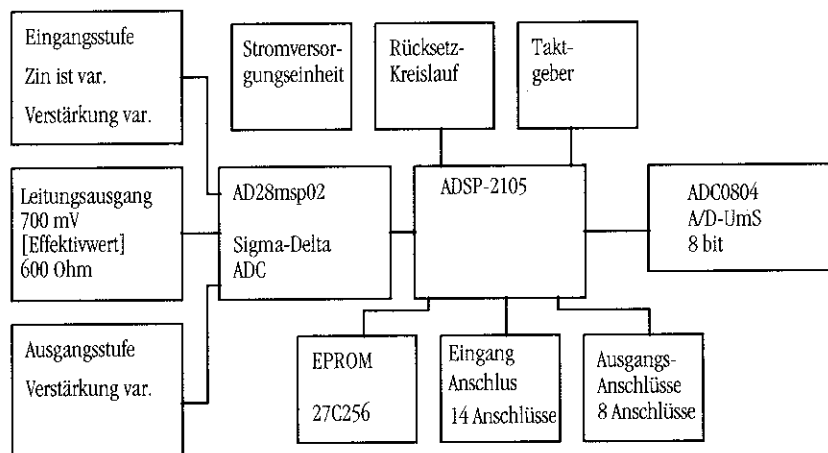 Eingangsstufe
Zin ist var.
Verstärkung var.
Stromversor-
gungseinheit
Rücksetz-
Kreislauf
Takt-
geber
Leitungsausgang
700 mV
[Effektivwert]
600 Ohm
AD28msp02
Sigma-Delta
ADC
ADSP-2105
ADC0804
A/D-UmS
8 bit
Ausgangsstufe
Verstärkung var.
EPROM
27C256
Eingang
Anschlus
14 Anschlüsse
Ausgangs-
Anschlüsse
8 Anschlüsse